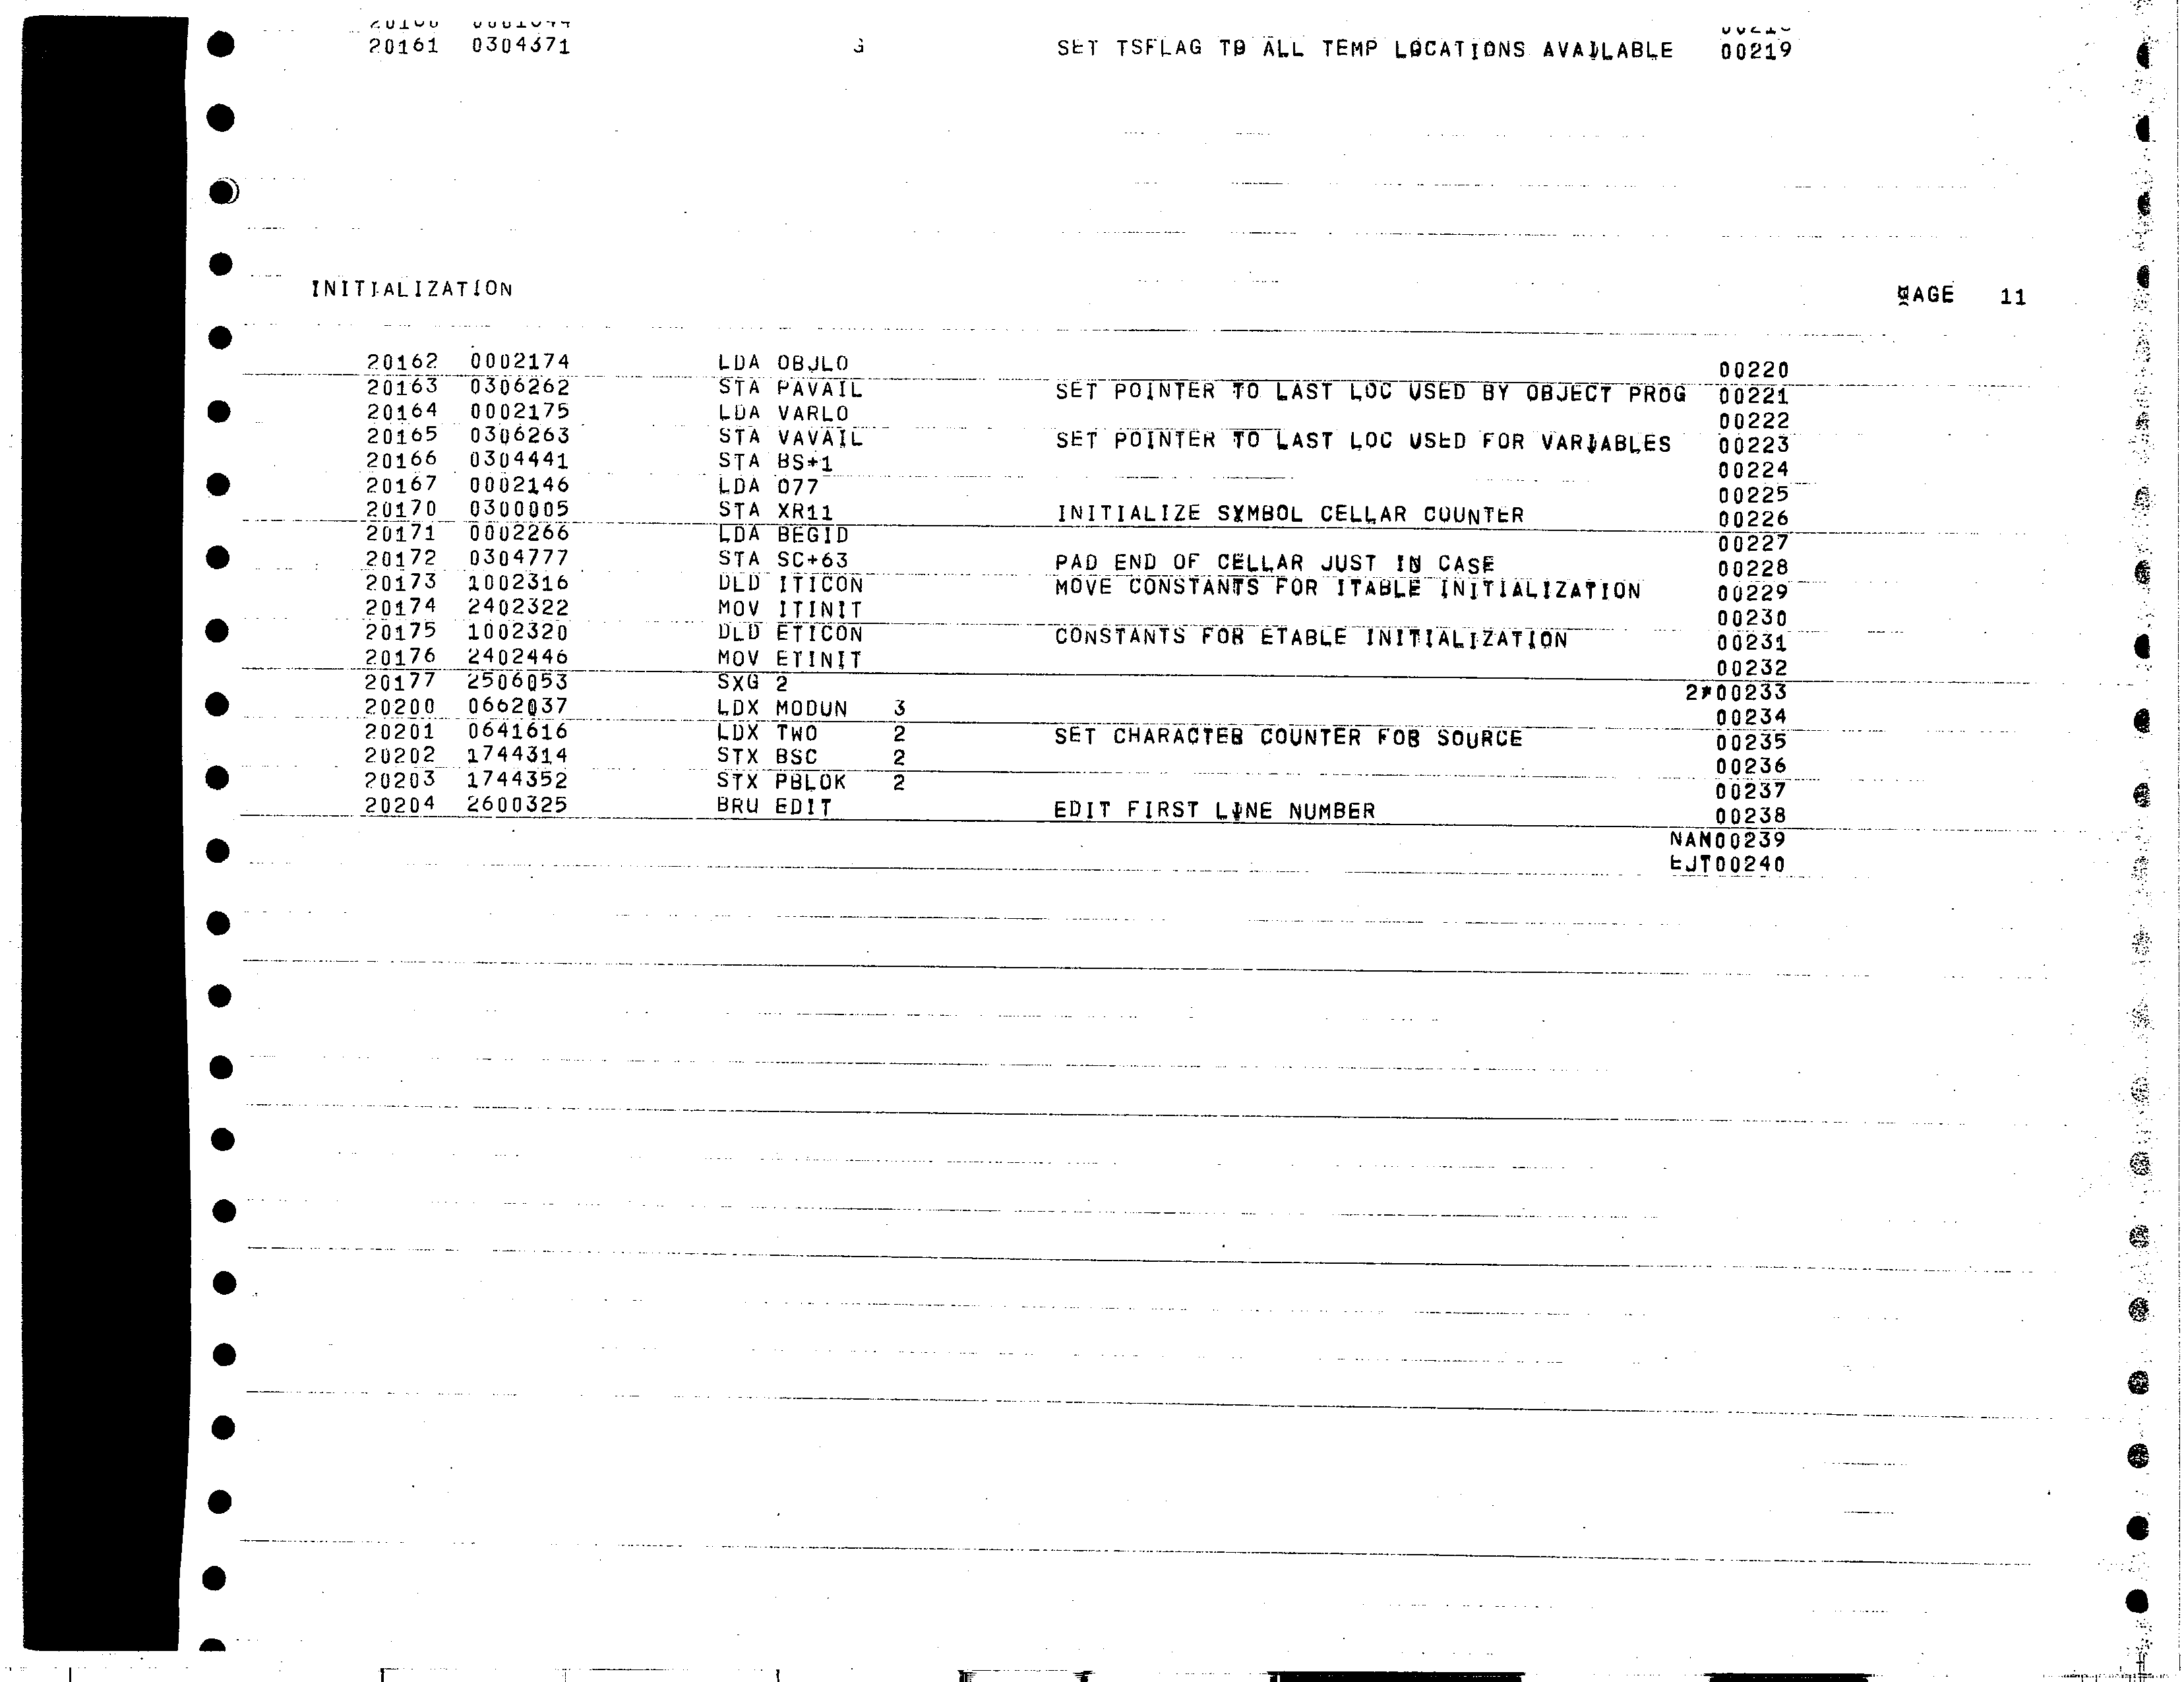 20161 0304371 G SET TSFLAG TO ALL TEMP LOCATIONS AVAILABLE 00219
INITIALIZATION PAGE 11
20162 0002174 LDA OBJLO 00220
20163 0306262 STA PAVAIL SET POINTER TO LAST LOC USED BY OBJECT PROG 00221
20164 0002175 LDA VARLO 00222
20165 0306263 STA VAVAIL SET POINTER TO LAST LOC USED FOR VARIABLES 00223
20166 0304441 STA BS+1 00224
20167 0002146 LDA O77 00225
20170 0300005 STA XR11 INITIALIZE SYMBOL CELLAR COUNTER 00226
20171 0002266 LDA BEGID 00227
20172 0304777 STA SC+63 PAD END OF CELLAR JUST IN CASE 00228
20173 1002316 DLD ITICON MOVE CONSTANTS FOR ITABLE INITIALIZATION 00229
20174 2402322 MOV ITINIT 00230
20175 1002320 DLD ETICON CONSTANTS FOR ETABLE INITIALIZATION 00231
20176 2402446 MOV ETINIT 00232
20177 2506053 SXG 2 2*00233
20200 0662037 LDX MODUN 3 00234
20201 0641616 LDX TWO 2 SET CHARACTER COUNTER FOR SOURCE 00235
20202 1744314 STX BSC 2 00236
20203 1744352 STX PBLOK 2 00237
20204 2600325 BRU EDIT EDIT FIRST LINE NUMBER 00238
NAM00239
EJT00240